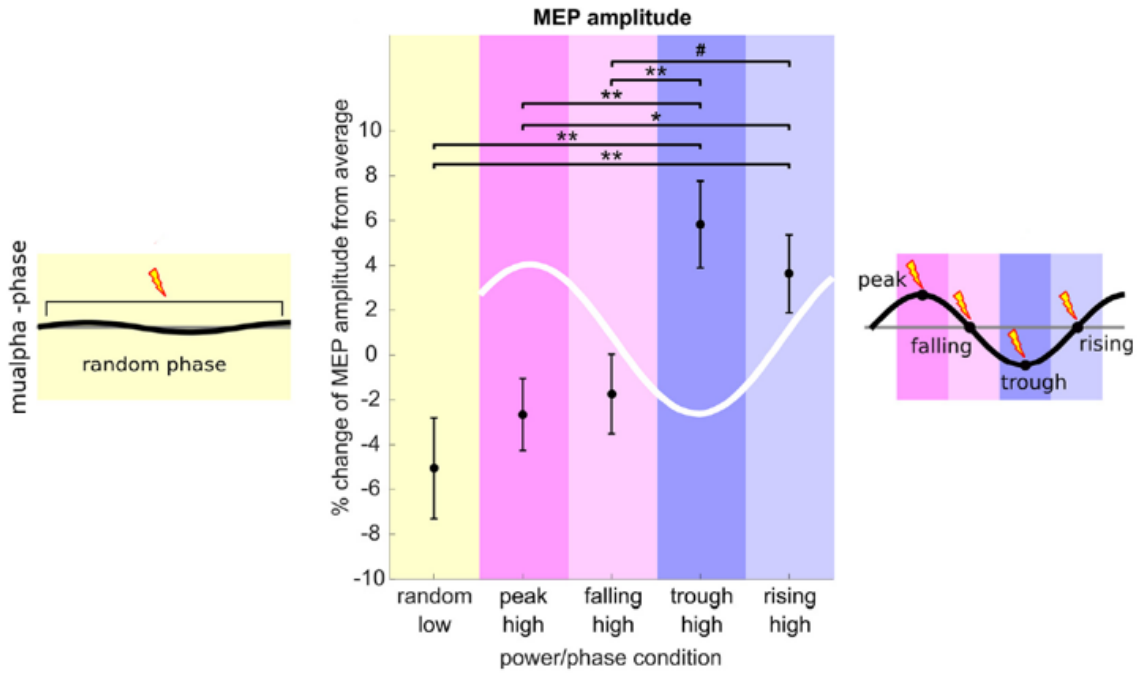 MEP amplitude
mualpha -phase
random phase
% change of MEP amplitude from average
10
8
6
4
2
0
-2
-4
-6
-8
-10
#
**
**
*
**
**
random low
peak high
falling high
trough high
rising high
power/phase condition
peak
falling
trough
rising